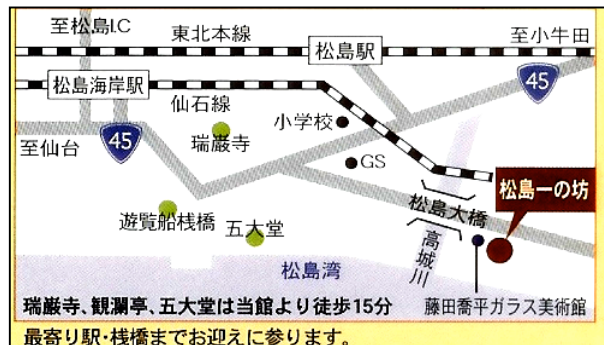 至松島I.C
東北本線
松島駅
至小牛田
45
松島海岸駅
仙石線
小学校
45
瑞巌寺
至仙台
GS
松島一の坊
松島大橋
遊覧船桟橋
五大堂
高城川
松島湾
瑞巌寺、観瀾亭、五大堂は当館より徒歩15分
藤田喬平ガラス美術館
最寄り駅・桟橋までお迎えに参ります。